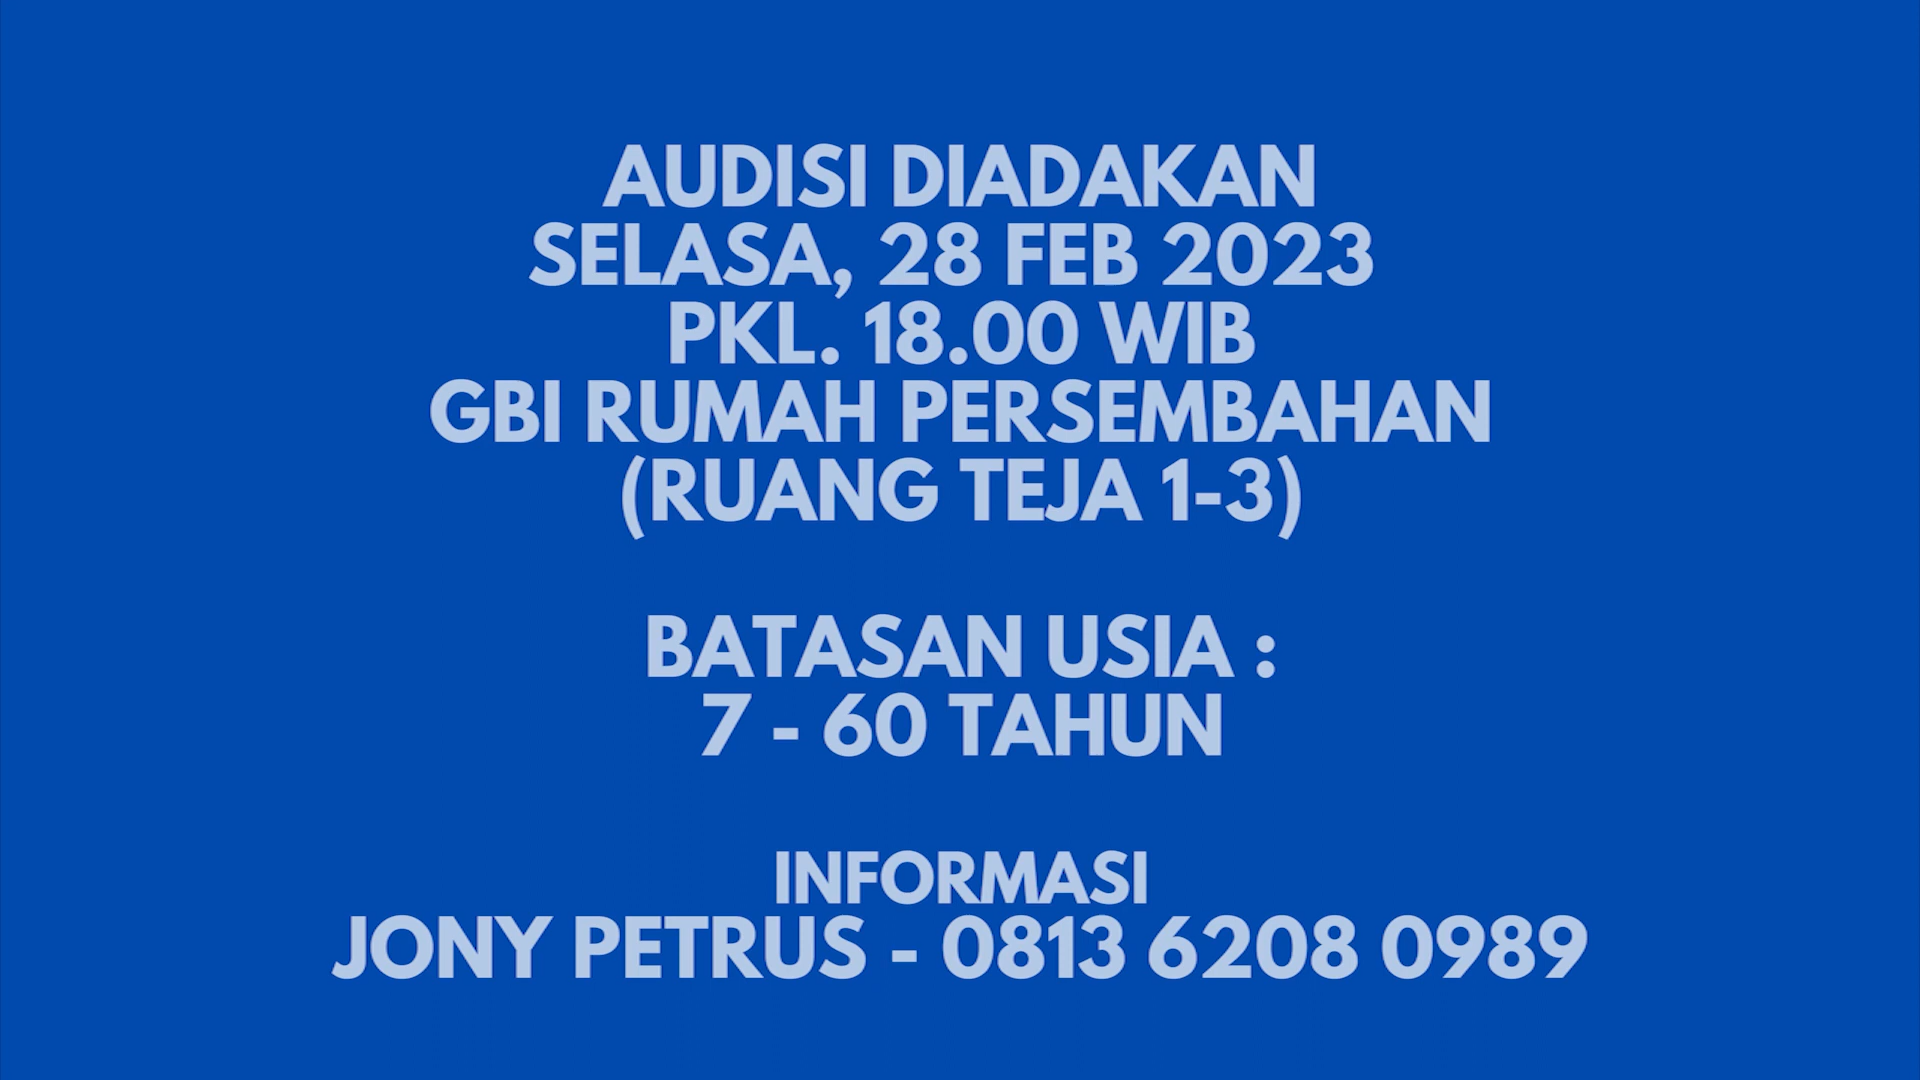 AUDISI DIADAKAN
SELASA, 28 FEB 2023
PKL. 18.00 WIB
GBI RUMAH PERSEMBAHAN
(RUANG TEJA 1-3)
BATASAN USIA :
7 - 60 TAHUN
INFORMASI
JONY PETRUS - 0813 6208 0989